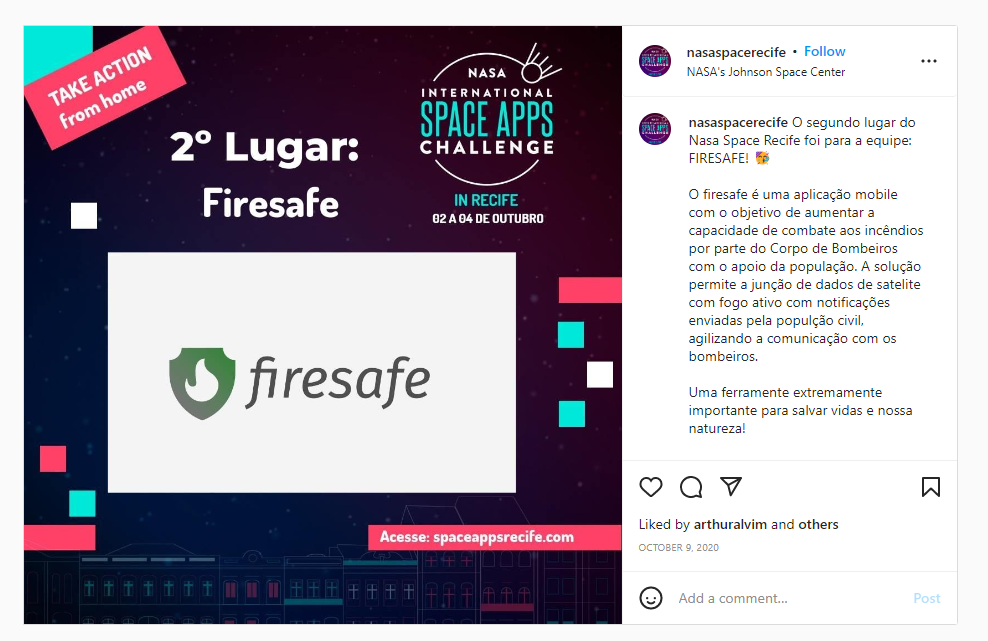 TAKE ACTION
from home
NASA
INTERNATIONAL
SPACE APPS
CHALLENGE
IN RECIFE
02 A 04 DE OUTUBRO
2º Lugar:
Firesafe
firesafe
Acesse: spaceappsrecife.com
nasaspacerecife • Follow
NASA's Johnson Space Center
nasaspacerecife O segundo lugar do
Nasa Space Recife foi para a equipe:
FIRESAFE! 🥳
O firesafe é uma aplicação mobile
com o objetivo de aumentar a
capacidade de combate aos incêndios
por parte do Corpo de Bombeiros
com o apoio da população. A solução
permite a junção de dados de satelite
com fogo ativo com notificações
enviadas pela populção civil,
agilizando a comunicação com os
bombeiros.
Uma ferramente extremamente
importante para salvar vidas e nossa
natureza!
Liked by arthuralvim and others
OCTOBER 9, 2020
Add a comment...
Post